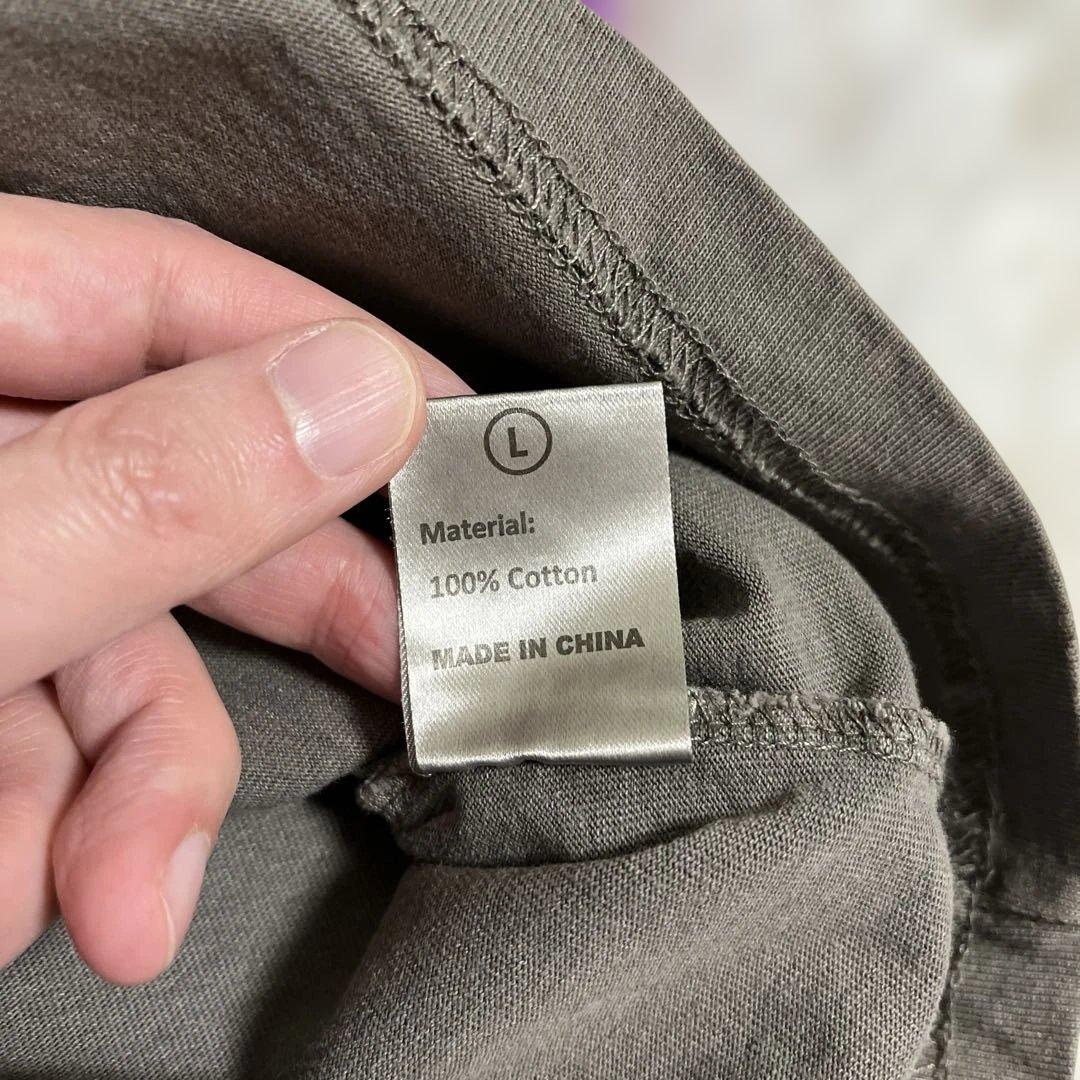 L
Material:
100% Cotton
MADE IN CHINA